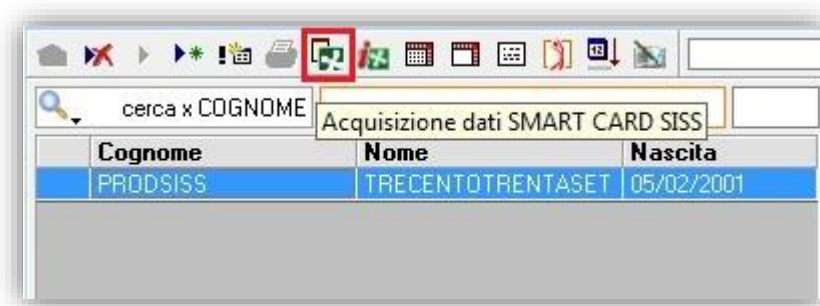 cerca x COGNOME
Acquisizione dati SMART CARD SISS
Cognome Nome Nascita
PRODSISS TRECENTOTRENTASET 05/02/2001